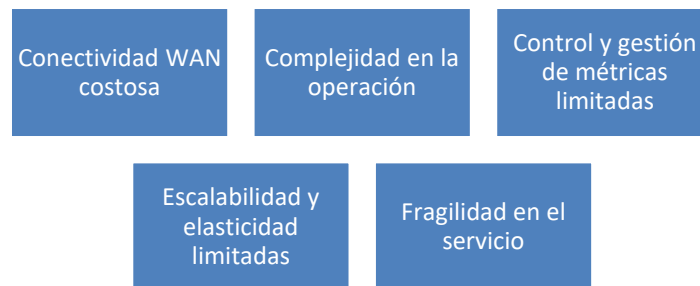 Conectividad WAN
costosa
Complejidad en la
operación
Control y gestión
de métricas
limitadas
Escalabilidad y
elasticidad
limitadas
Fragilidad en el
servicio